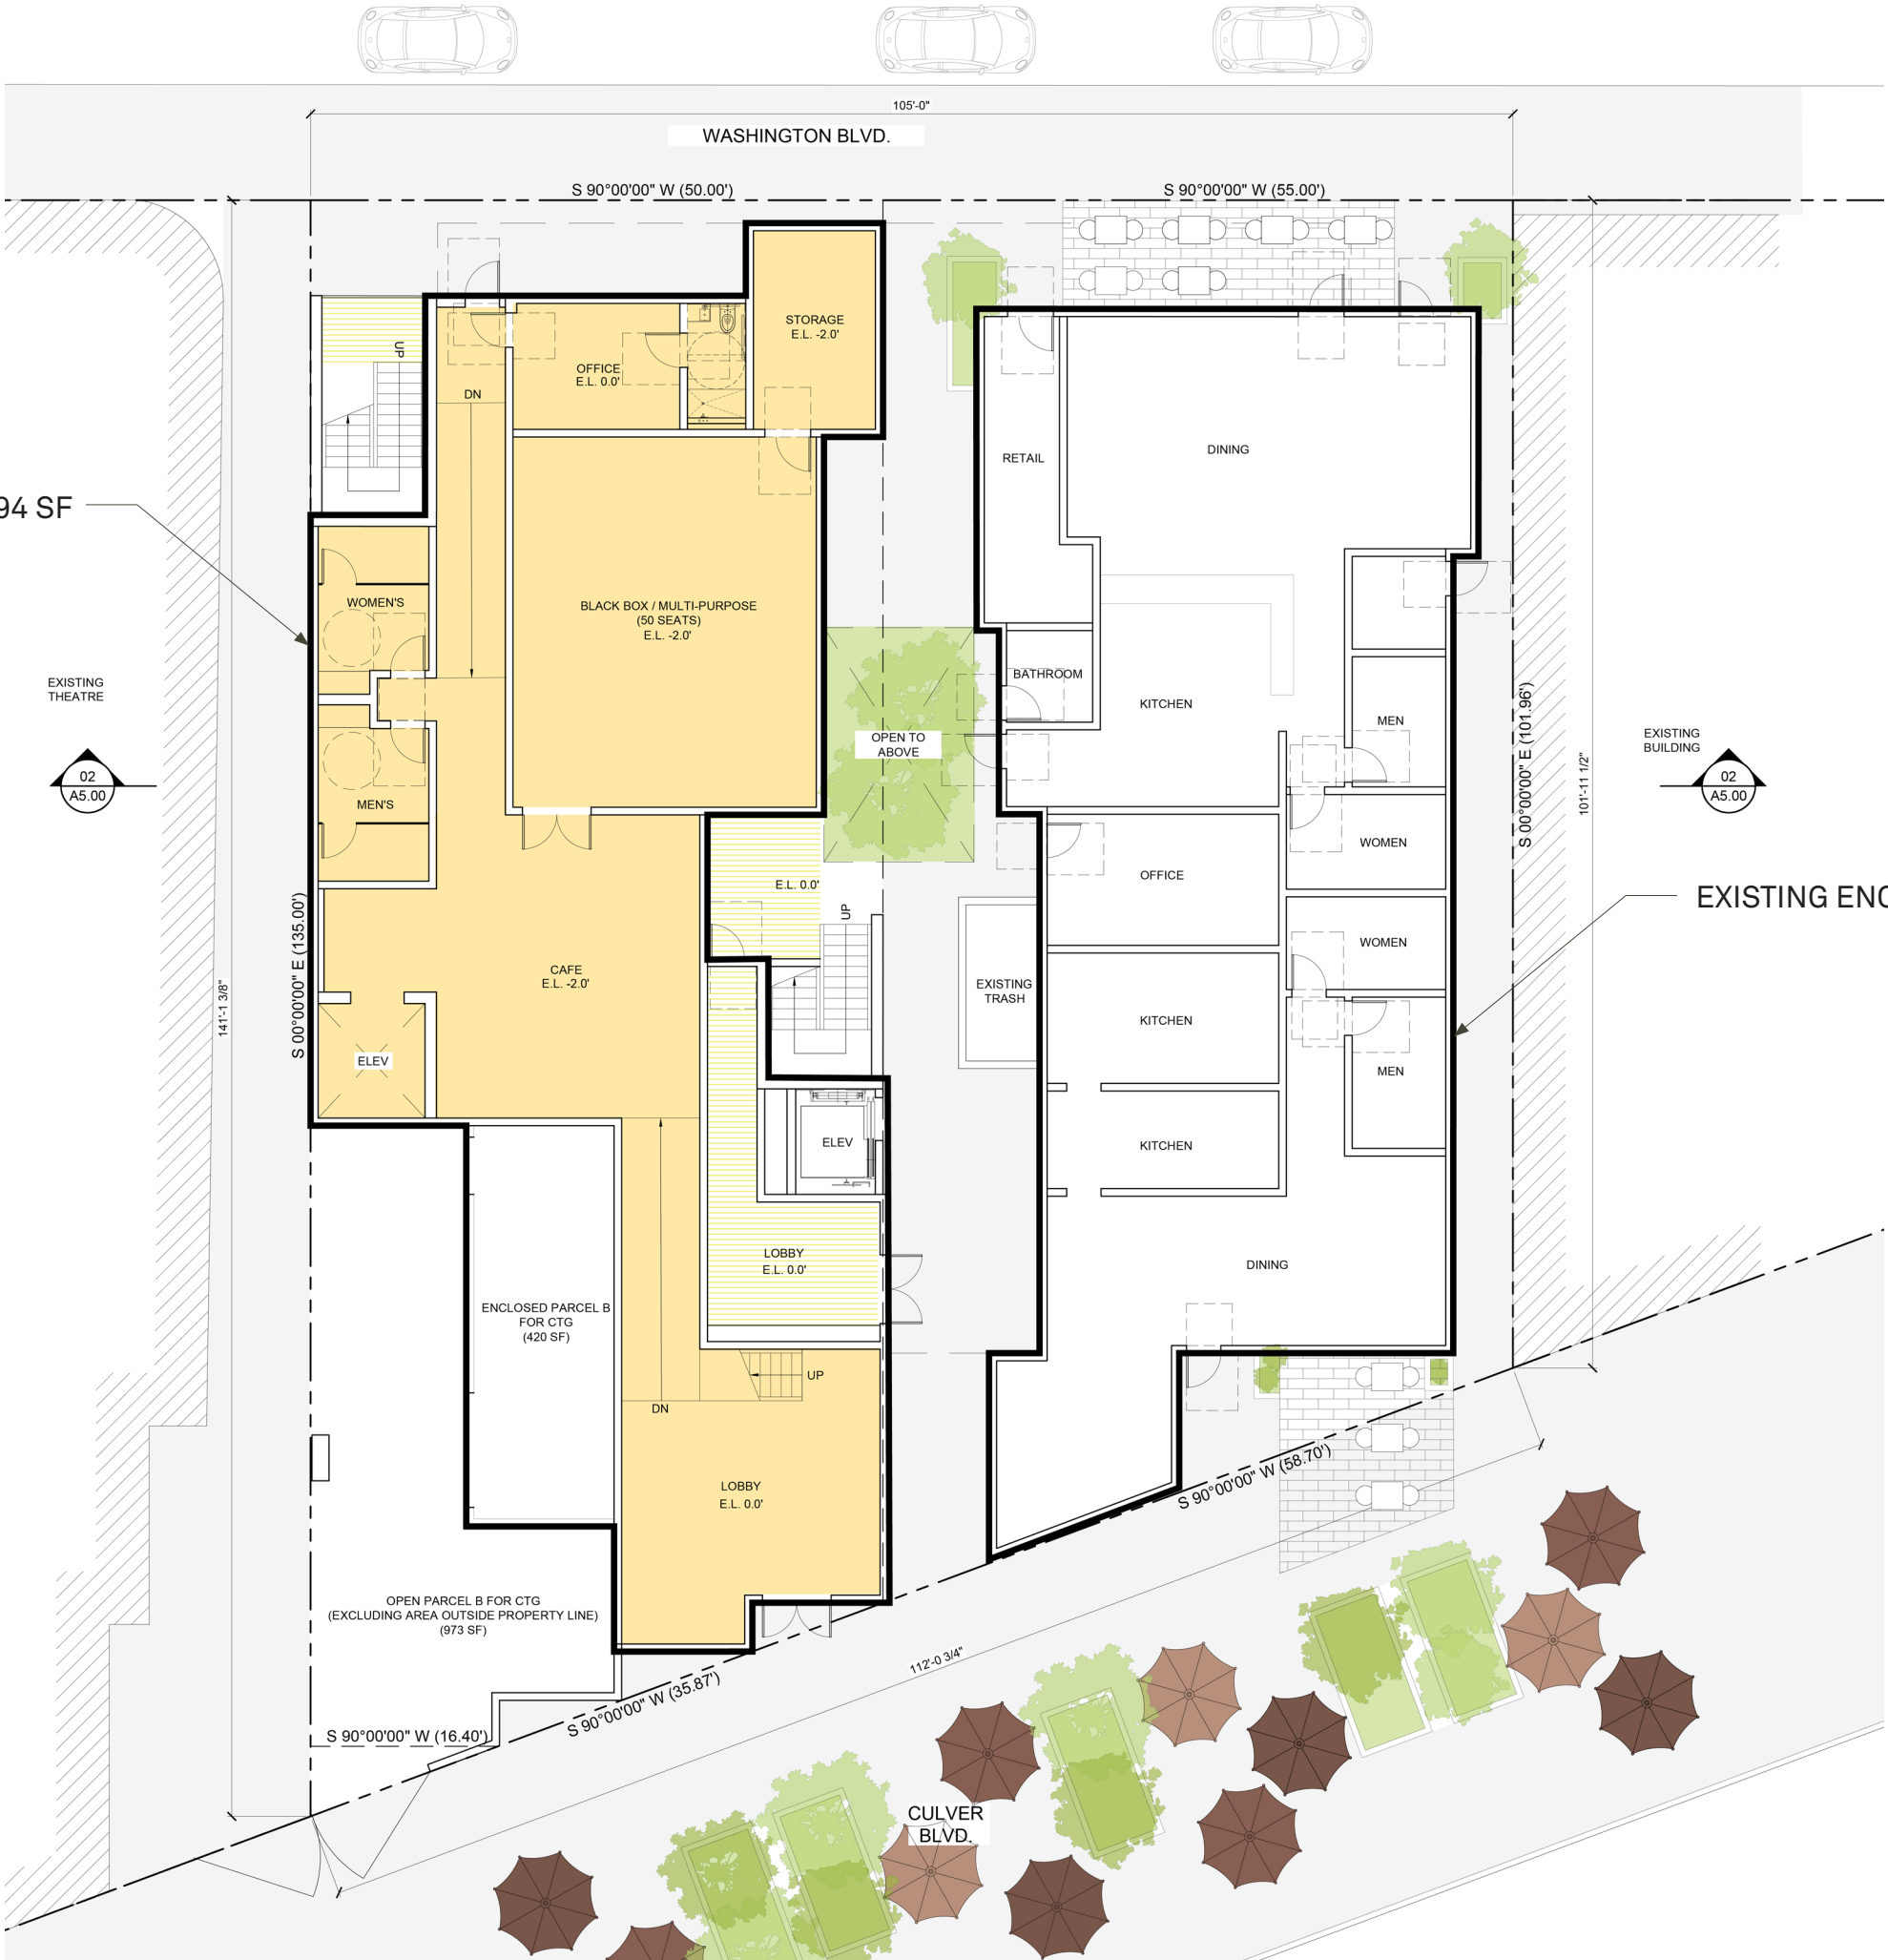 105'-0"
WASHINGTON BLVD.
S 90°00'00" W (50.00')
S 90°00'00" W (55.00')
STORAGE
E.L. -2.0'
UP
OFFICE
E.L. 0.0'
DN
RETAIL
DINING
94 SF
WOMEN'S
BLACK BOX / MULTI-PURPOSE
(50 SEATS)
E.L. -2.0'
EXISTING
THEATRE
BATHROOM
KITCHEN
MEN
OPEN TO
ABOVE
EXISTING
BUILDING
S 00°00'00" E (101.96')
101'-11 1/2"
02
A5.00
02
A5.00
MEN'S
WOMEN
E.L. 0.0'
OFFICE
UP
EXISTING ENC
WOMEN
S 00°00'00" E (135.00')
141'-1 3/8"
CAFE
E.L. -2.0'
EXISTING
TRASH
KITCHEN
ELEV
MEN
ELEV
KITCHEN
LOBBY
E.L. 0.0'
DINING
ENCLOSED PARCEL B
FOR CTG
(420 SF)
UP
DN
LOBBY
E.L. 0.0'
S 90°00'00" W (58.70')
OPEN PARCEL B FOR CTG
(EXCLUDING AREA OUTSIDE PROPERTY LINE)
(973 SF)
112'-0 3/4"
S 90°00'00" W (35.87')
S 90°00'00" W (16.40')
CULVER
BLVD.